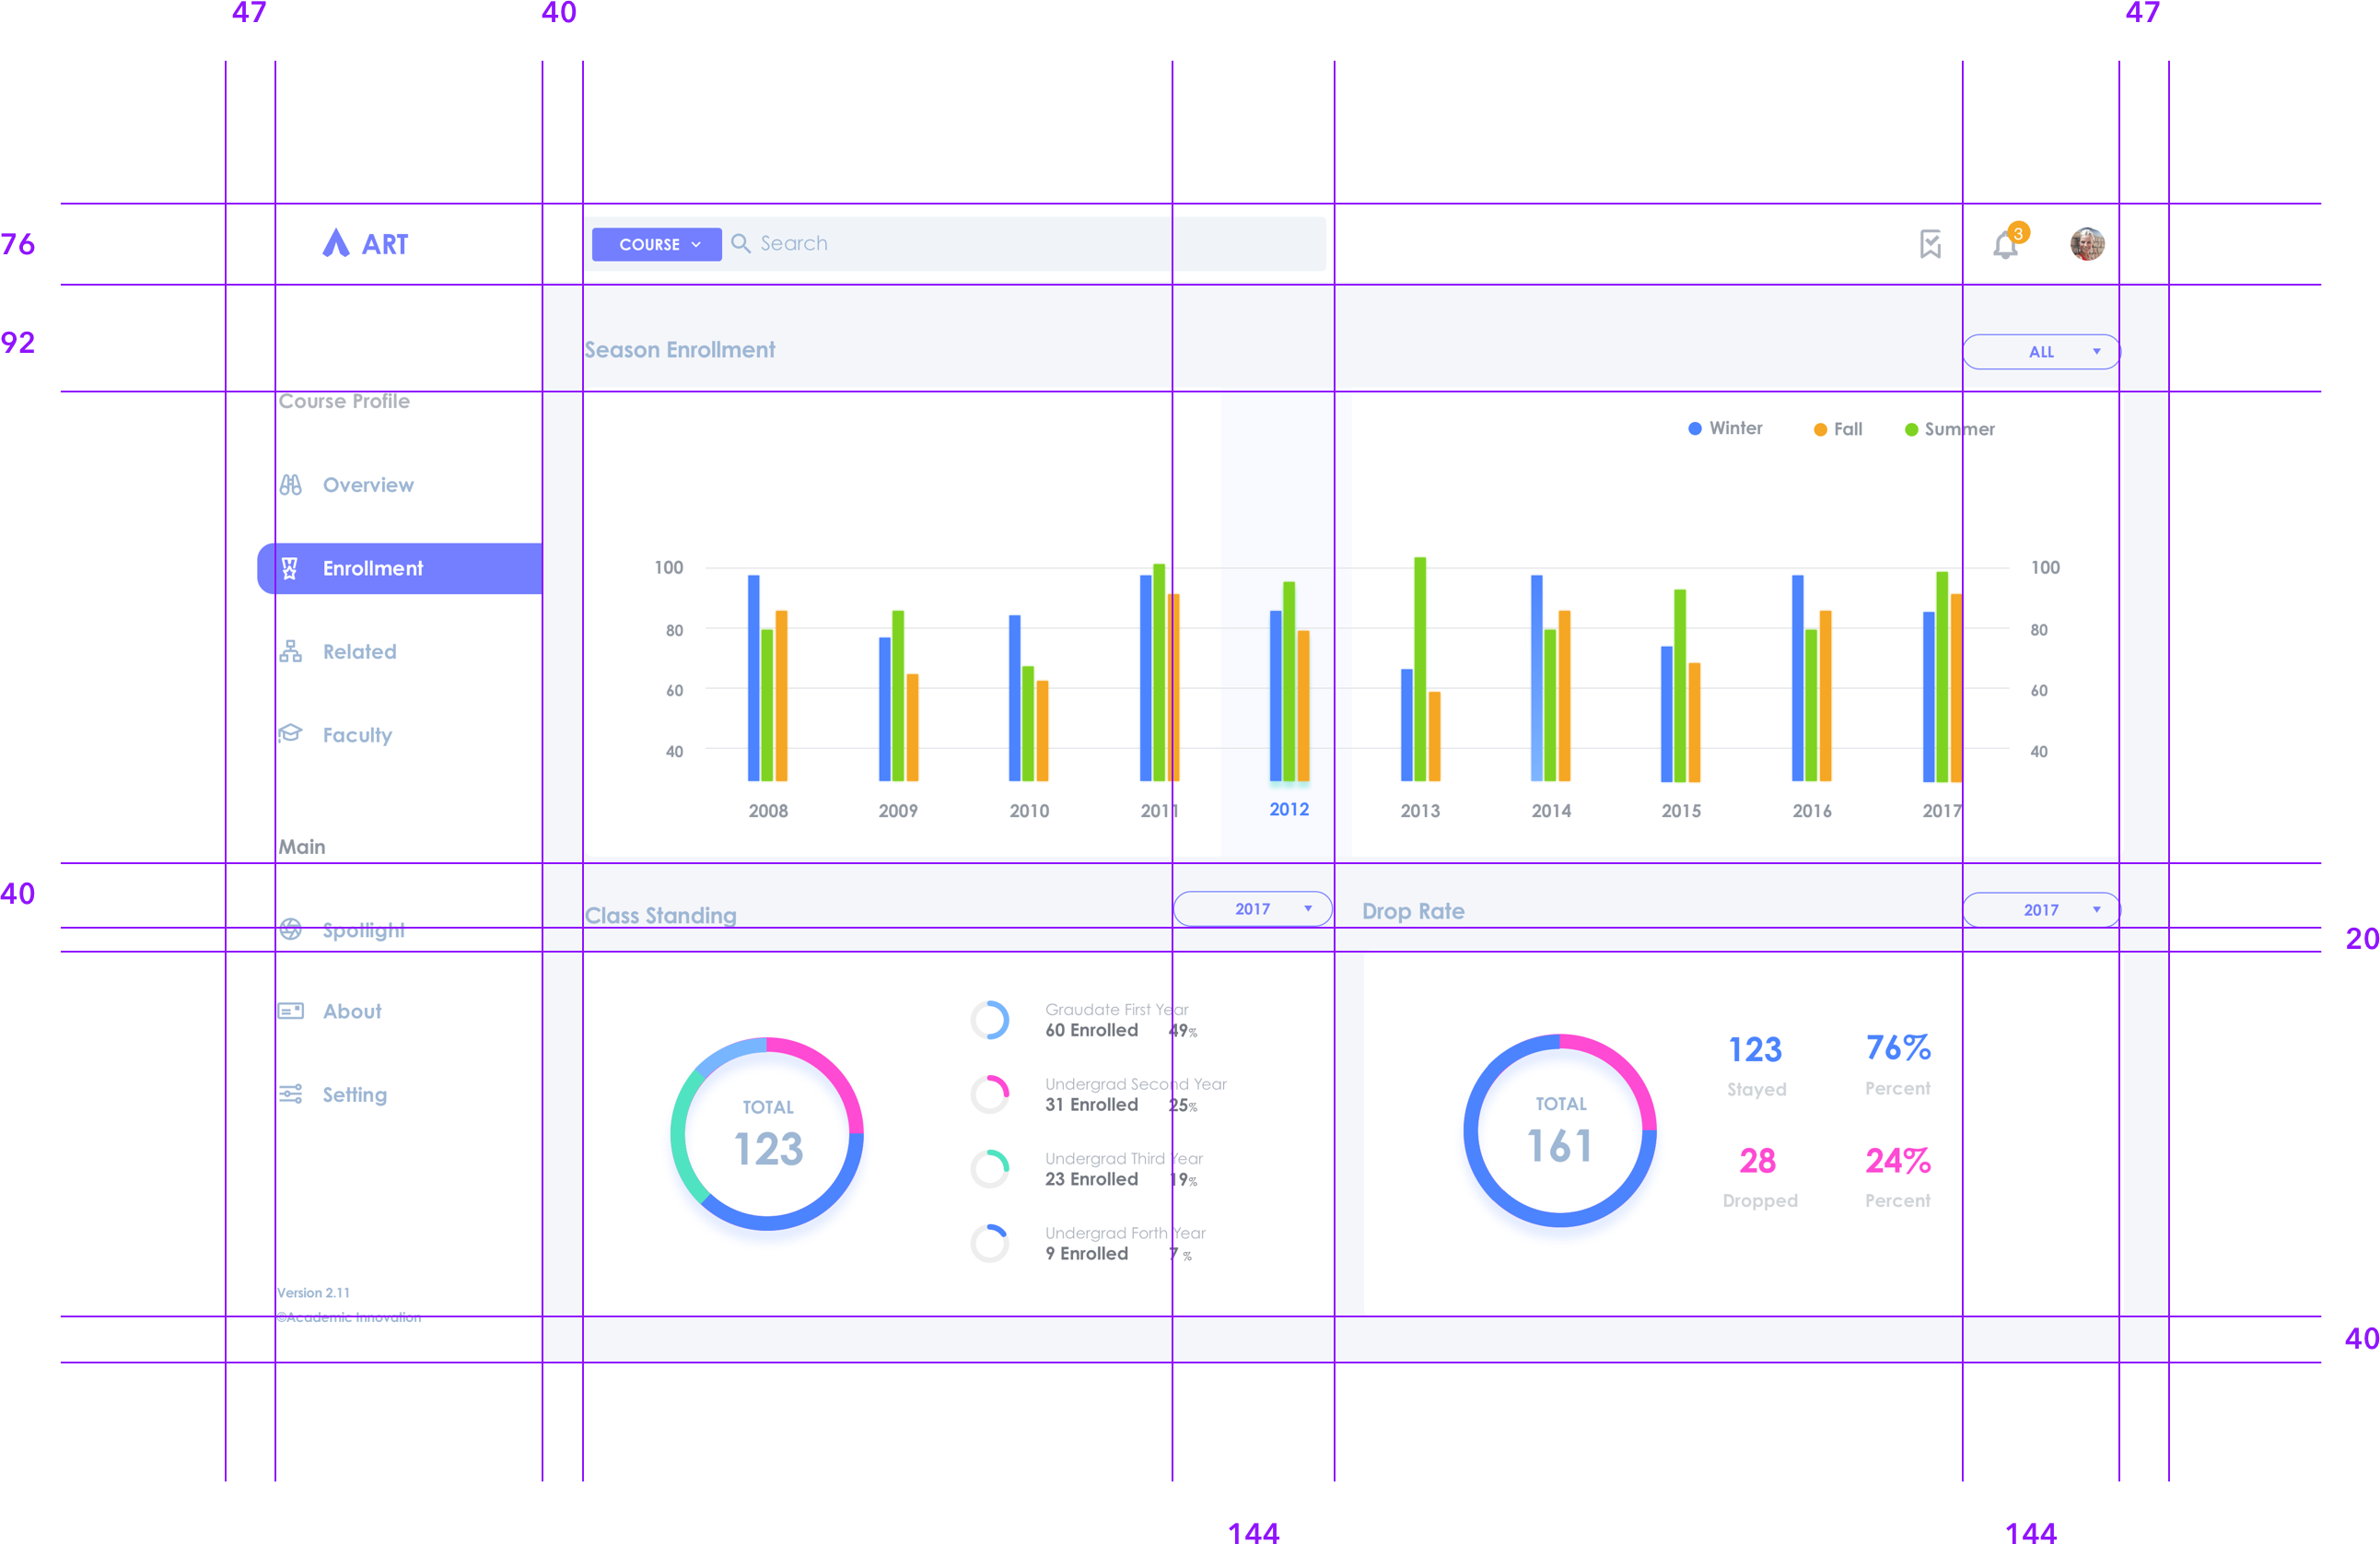 47 40 47
76
ART
COURSE
Search
3
92
Season Enrollment
ALL
Course Profile
Overview
Enrollment
Related
Faculty
Main
Spotlight
About
Setting
Version 2.11
©Academic Innovation
Winter Fall Summer
100 100
80 80
60 60
40 40
2008 2009 2010 2011 2012 2013 2014 2015 2016 2017
40
Class Standing
2017
Drop Rate
2017
20
TOTAL
123
Graudate First Year
60 Enrolled 49%
Undergrad Second Year
31 Enrolled 25%
Undergrad Third Year
23 Enrolled 19%
Undergrad Forth Year
9 Enrolled 7 %
TOTAL
161
123 76%
Stayed Percent
28 24%
Dropped Percent
40
144 144